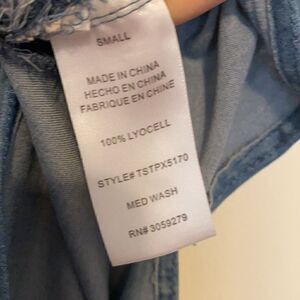 SMALL
MADE IN CHINA
HECHO EN CHINA
FABRIQUE EN CHINE
100% LYOCELL
STYLE# TSTPX5170
MED WASH
RN# 3059279